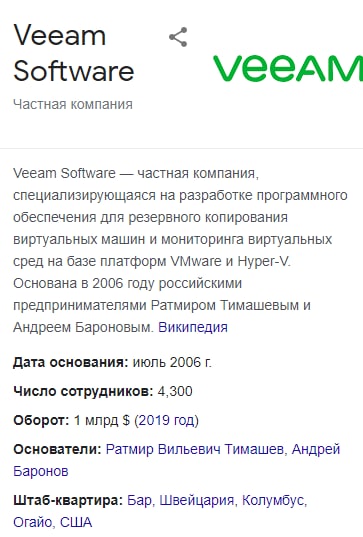 Veeam
Software
veeam
Частная компания
Veeam Software — частная компания,
специализирующаяся на разработке программного
обеспечения для резервного копирования
виртуальных машин и мониторинга виртуальных
сред на базе платформ VMware и Hyper-V.
Основана в 2006 году российскими
предпринимателями Ратмиром Тимашевым и
Андреем Бароновым. Википедия
Дата основания: июль 2006 г.
Число сотрудников: 4,300
Оборот: 1 млрд $ (2019 год)
Основатели: Ратмир Вильевич Тимашев, Андрей
Баронов
Штаб-квартира: Бар, Швейцария, Колумбус,
Огайо, США